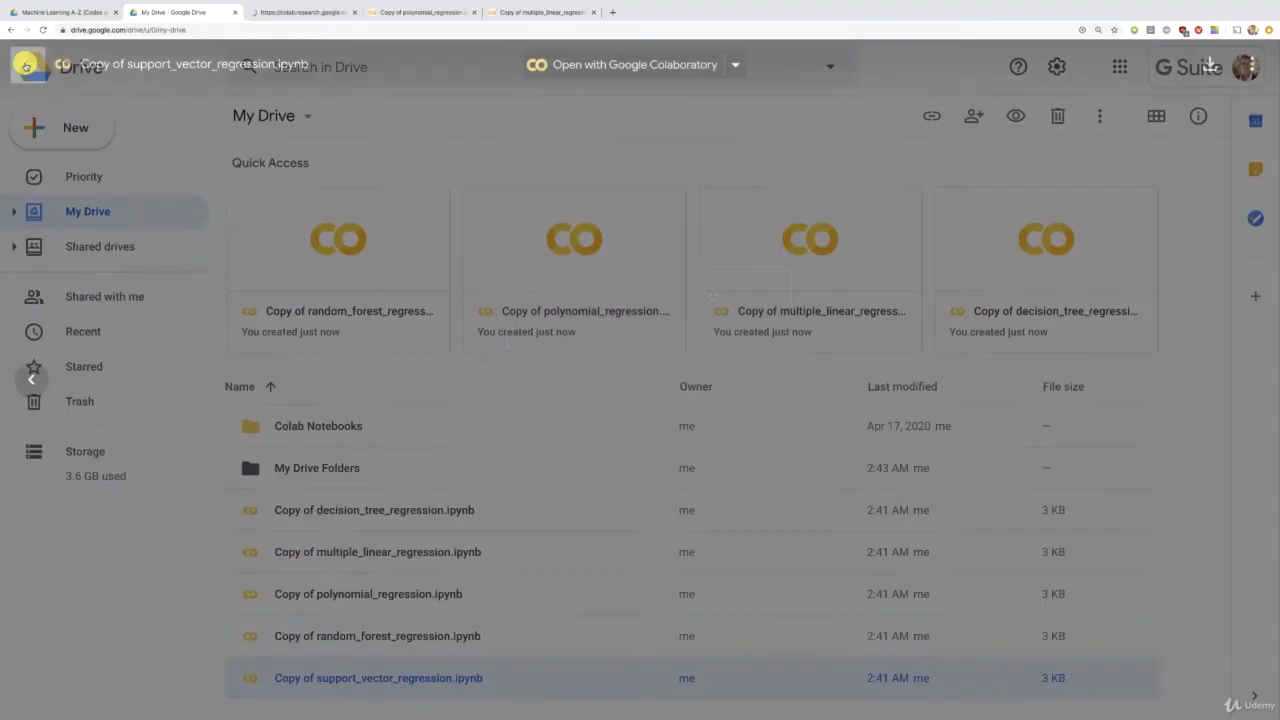 Machine Learning A-Z (Codes a
My Drive - Google Drive
https://colab.research.google.c
Copy of polynomial_regression.
Copy of multiple_linear_regress
drive.google.com/drive/u/0/my-drive
Copy of support_vector_regression.ipynb
Drive
Search in Drive
Open with Google Colaboratory
G Suite
New
My Drive
Priority
My Drive
Shared drives
Shared with me
Recent
Starred
Trash
Storage
3.6 GB used
Quick Access
Copy of random_forest_regress...
You created just now
Copy of polynomial_regression....
You created just now
Copy of multiple_linear_regress...
You created just now
Copy of decision_tree_regressi...
You created just now
Name Owner Last modified File size
Colab Notebooks me Apr 17, 2020 me —
My Drive Folders me 2:43 AM me —
Copy of decision_tree_regression.ipynb me 2:41 AM me 3 KB
Copy of multiple_linear_regression.ipynb me 2:41 AM me 3 KB
Copy of polynomial_regression.ipynb me 2:41 AM me 3 KB
Copy of random_forest_regression.ipynb me 2:41 AM me 3 KB
Copy of support_vector_regression.ipynb me 2:41 AM me 3 KB
Udemy